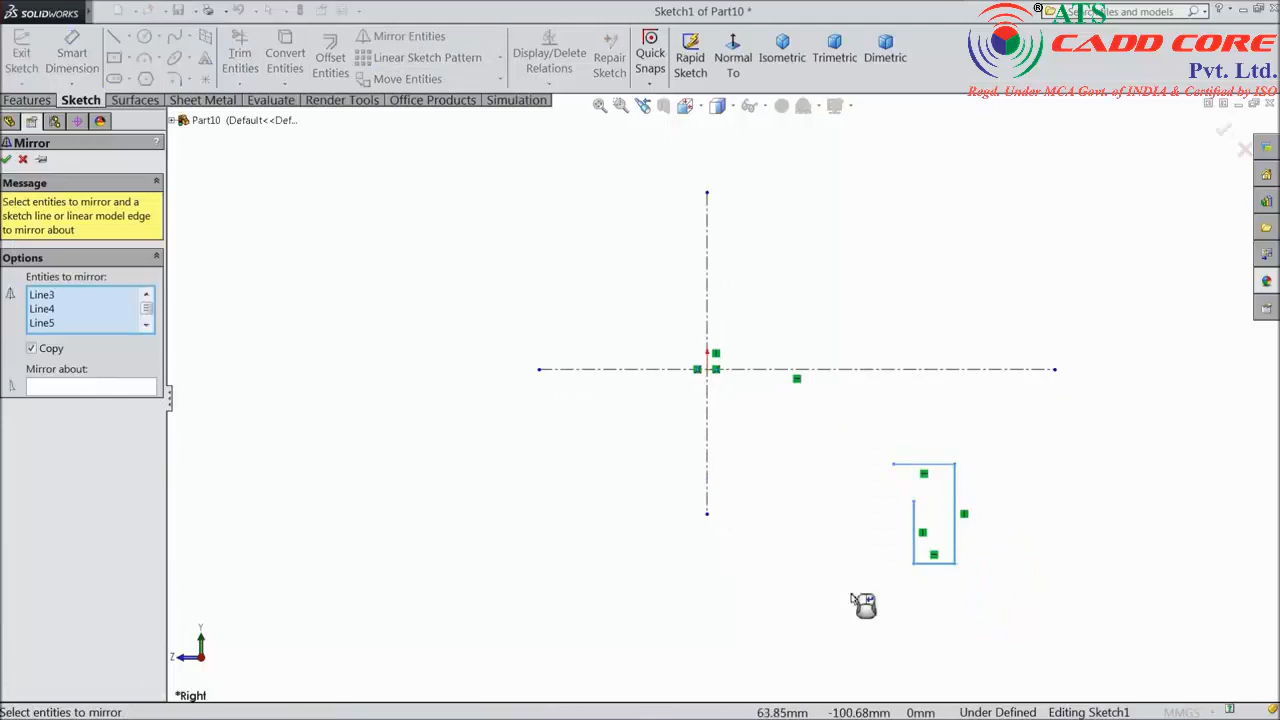 SOLIDWORKS
Sketch1 of Part10 *
Search files and models
® ATS
CADD CORE
Pvt. Ltd.
Regd. Under MCA Govt. of INDIA & Certified by ISO
Exit Sketch
Smart Dimension
Trim Entities
Convert Entities
Offset Entities
Mirror Entities
Linear Sketch Pattern
Move Entities
Display/Delete Relations
Repair Sketch
Quick Snaps
Rapid Sketch
Normal To
Isometric
Trimetric
Dimetric
Features
Sketch
Surfaces
Sheet Metal
Evaluate
Render Tools
Office Products
Simulation
Part10 (Default<<Def...
Mirror
?
Message
Select entities to mirror and a
sketch line or linear model edge
to mirror about
Options
Entities to mirror:
Line3
Line4
Line5
Copy
Mirror about:
Y
Z
*Right
Select entities to mirror
63.85mm
-100.68mm
0mm
Under Defined
Editing Sketch1
MMGS